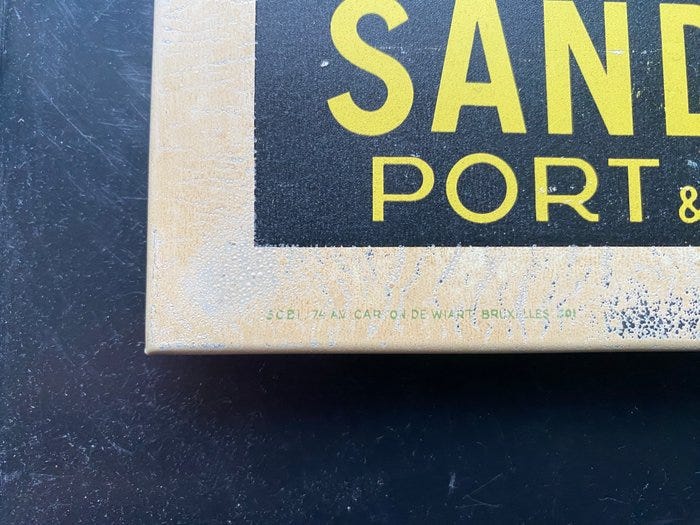 SAND
PORT &
SCBI 74 AV CARTON DE WIART BRUXELLES